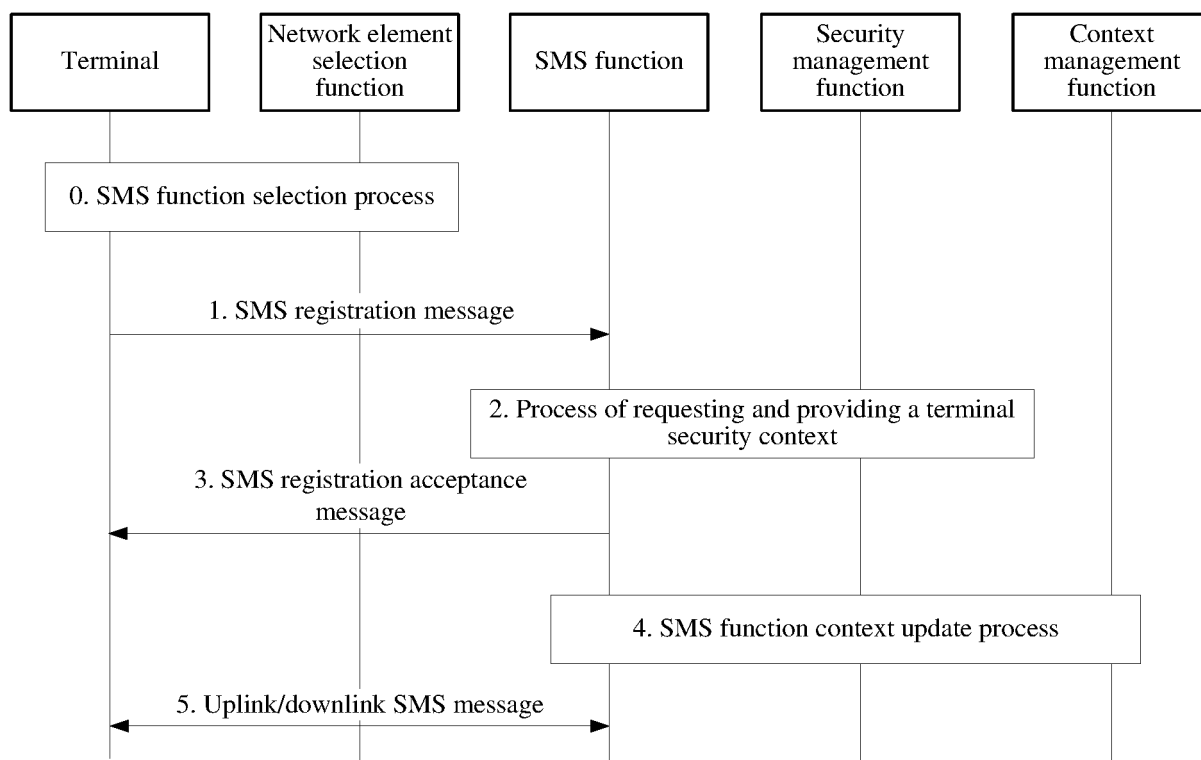 Terminal
Network element
selection
function
SMS function
Security
management
function
Context
management
function
0. SMS function selection process
1. SMS registration message
2. Process of requesting and providing a terminal
security context
3. SMS registration acceptance
message
4. SMS function context update process
5. Uplink/downlink SMS message